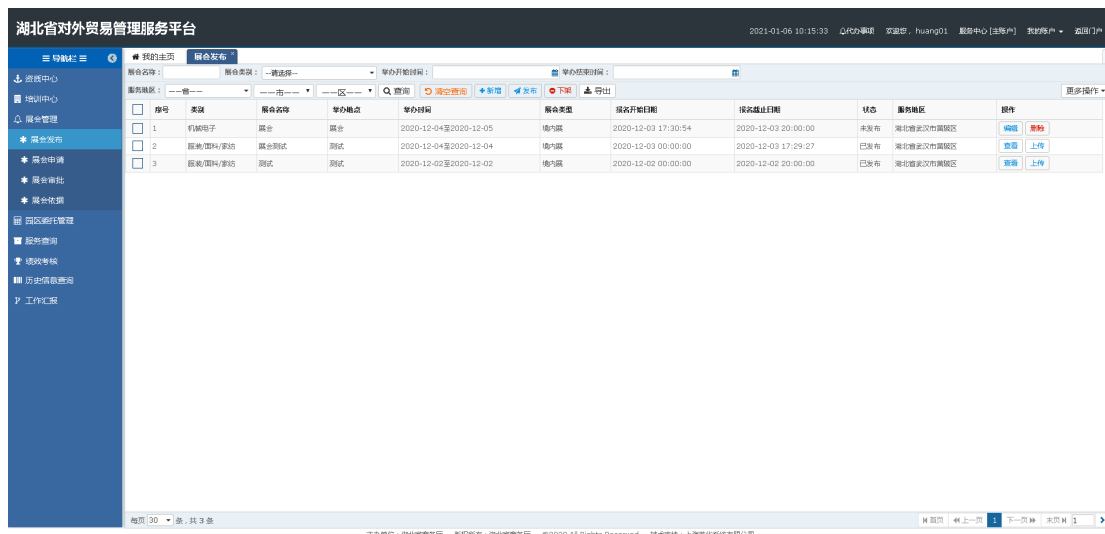 湖北省对外贸易管理服务平台
2021-01-06 10:15:33 待办事项 欢迎您，huang01 服务中心 [主账户] 我的账户 返回门户
导航栏 我的主页 展会发布 ×
资质中心
培训中心
展会管理
展会发布
展会申请
展会审批
展会依据
园区委托管理
服务查询
绩效考核
历史信息查询
工作汇报
展会名称： 展会类别： --请选择-- 举办开始时间： 举办结束时间：
服务地区： ——省—— ——市—— ——区—— 查询 清空查询 新增 发布 下架 导出 更多操作
序号 类别 展会名称 举办地点 举办时间 展会类型 报名开始日期 报名截止日期 状态 服务地区 操作
1 机械电子 展会 展会 2020-12-04至2020-12-05 境内展 2020-12-03 17:30:54 2020-12-03 20:00:00 未发布 湖北省武汉市黄陂区 编辑 删除
2 服装/面料/家纺 展会测试 测试 2020-12-04至2020-12-04 境内展 2020-12-03 00:00:00 2020-12-03 17:29:27 已发布 湖北省武汉市黄陂区 查看 上传
3 服装/面料/家纺 测试 测试 2020-12-02至2020-12-02 境内展 2020-12-02 00:00:00 2020-12-02 20:00:00 已发布 湖北省武汉市黄陂区 查看 上传
每页 30 条，共 3 条 首页 上一页 1 下一页 末页 1